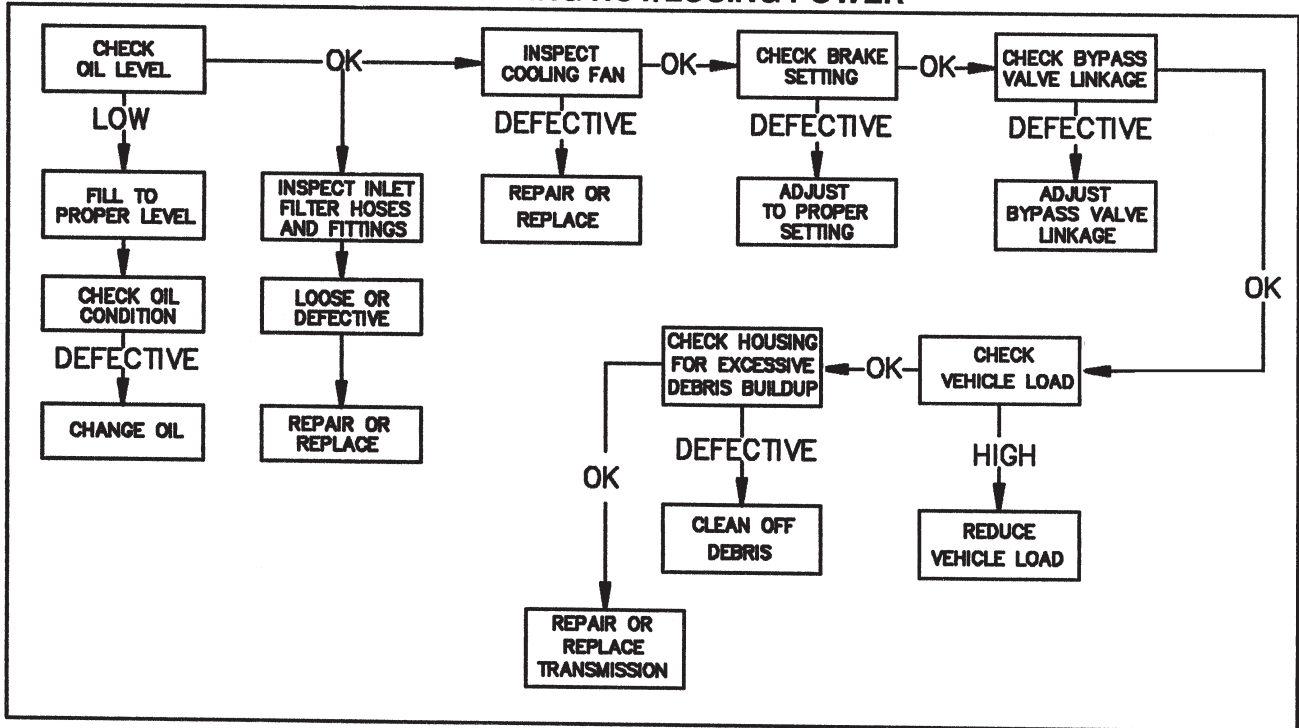 LOSING POWER
CHECK
OIL LEVEL
OK
INSPECT
COOLING FAN
OK
CHECK BRAKE
SETTING
OK
CHECK BYPASS
VALVE LINKAGE
LOW
DEFECTIVE
DEFECTIVE
DEFECTIVE
FILL TO
PROPER LEVEL
INSPECT INLET
FILTER HOSES
AND FITTINGS
REPAIR OR
REPLACE
ADJUST
TO PROPER
SETTING
ADJUST
BYPASS VALVE
LINKAGE
OK
CHECK OIL
CONDITION
LOOSE OR
DEFECTIVE
DEFECTIVE
CHANGE OIL
REPAIR OR
REPLACE
CHECK HOUSING
FOR EXCESSIVE
DEBRIS BUILDUP
OK
CHECK
VEHICLE LOAD
OK
DEFECTIVE
HIGH
CLEAN OFF
DEBRIS
REDUCE
VEHICLE LOAD
REPAIR OR
REPLACE
TRANSMISSION